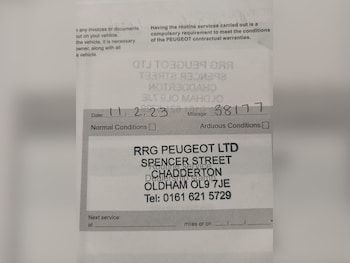 t any invoices or documents
out on your vehicle.
the vehicle, it is necessary
owner, along with all
e vehicle.
Having the routine services carried out is a
compulsory requirement to meet the conditions
of the PEUGEOT contractual warranties.
RRG PEUGEOT LTD
SPENCER STREET
CHADDERTON
OLDHAM OL9 7JE
Date: 11.2.23 Mileage: 38177
Normal Conditions
Arduous Conditions
RRG PEUGEOT LTD
SPENCER STREET
CHADDERTON
OLDHAM OL9 7JE
Tel: 0161 621 5729
Next service:
at miles or on / /